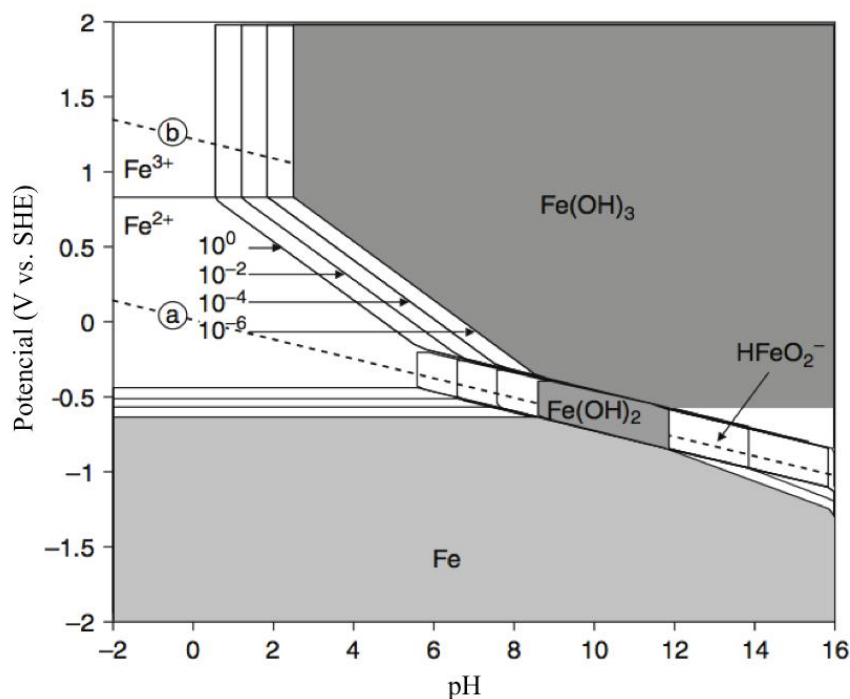 2
1.5
ⓑ
1
Fe³⁺
Fe(OH)₃
Fe²⁺
0.5
10⁰
10⁻²
10⁻⁴
ⓐ
0
10⁻⁶
HFeO₂⁻
−0.5
Fe(OH)₂
−1
−1.5
Fe
−2
−2 0 2 4 6 8 10 12 14 16
pH
Potencial (V vs. SHE)